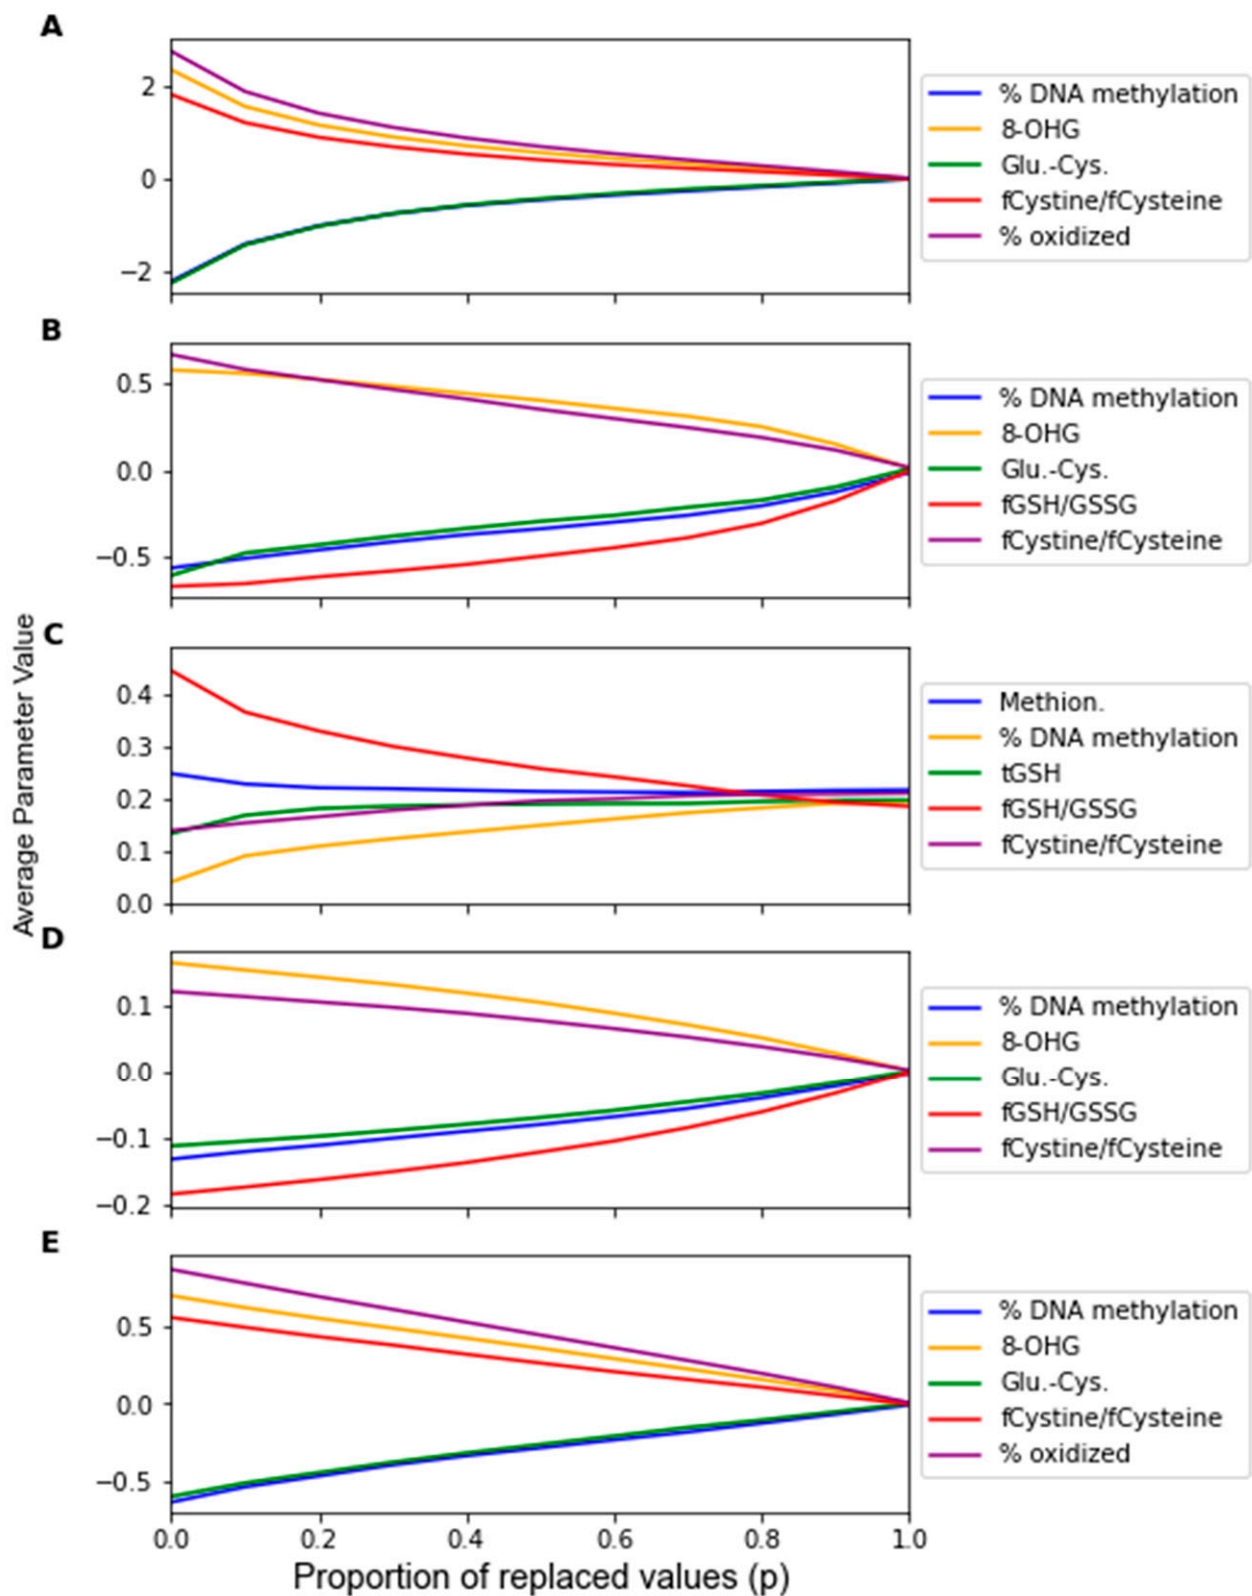 A
2
0
−2
% DNA methylation
8-OHG
Glu.-Cys.
fCystine/fCysteine
% oxidized
B
0.5
0.0
−0.5
% DNA methylation
8-OHG
Glu.-Cys.
fGSH/GSSG
fCystine/fCysteine
Average Parameter Value
C
0.4
0.3
0.2
0.1
0.0
Methion.
% DNA methylation
tGSH
fGSH/GSSG
fCystine/fCysteine
D
0.1
0.0
−0.1
−0.2
% DNA methylation
8-OHG
Glu.-Cys.
fGSH/GSSG
fCystine/fCysteine
E
0.5
0.0
−0.5
% DNA methylation
8-OHG
Glu.-Cys.
fCystine/fCysteine
% oxidized
0.0 0.2 0.4 0.6 0.8 1.0
Proportion of replaced values (p)